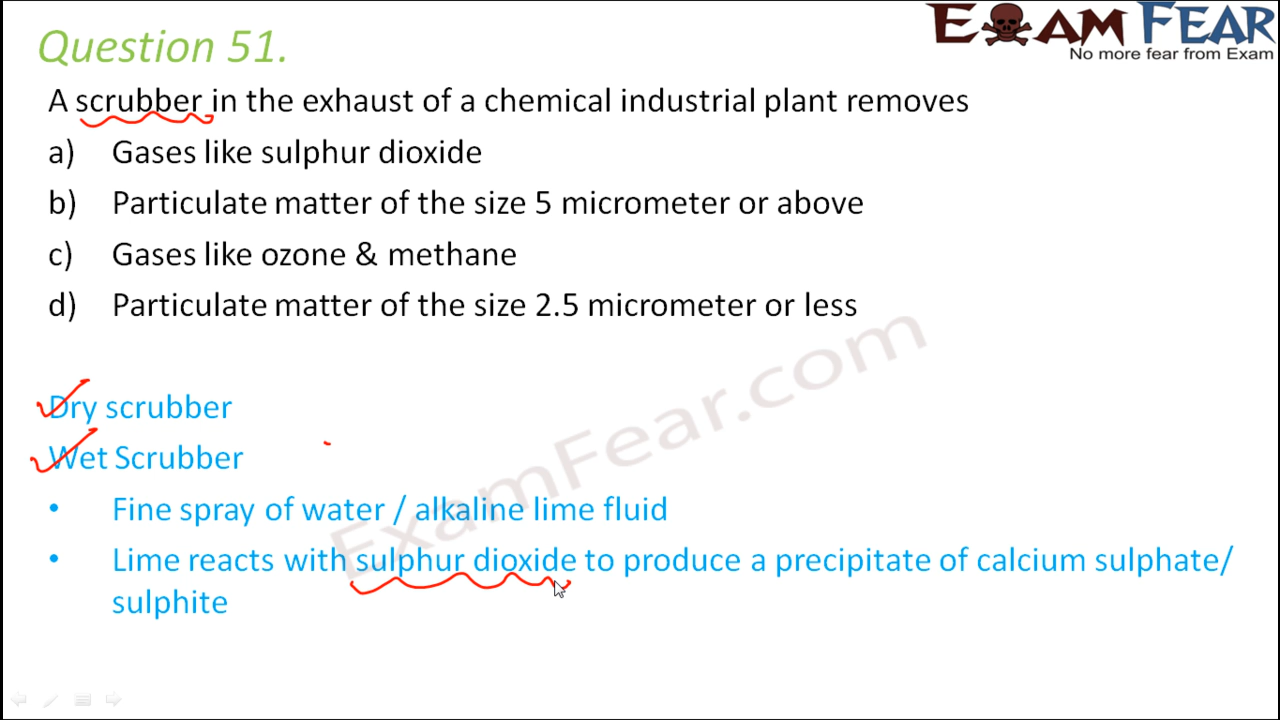 Question 51.
EXAM FEAR
No more fear from Exam
A scrubber in the exhaust of a chemical industrial plant removes
a) Gases like sulphur dioxide
b) Particulate matter of the size 5 micrometer or above
c) Gases like ozone & methane
d) Particulate matter of the size 2.5 micrometer or less
ExamFear.com
Dry scrubber
Wet Scrubber
• Fine spray of water / alkaline lime fluid
• Lime reacts with sulphur dioxide to produce a precipitate of calcium sulphate/
sulphite